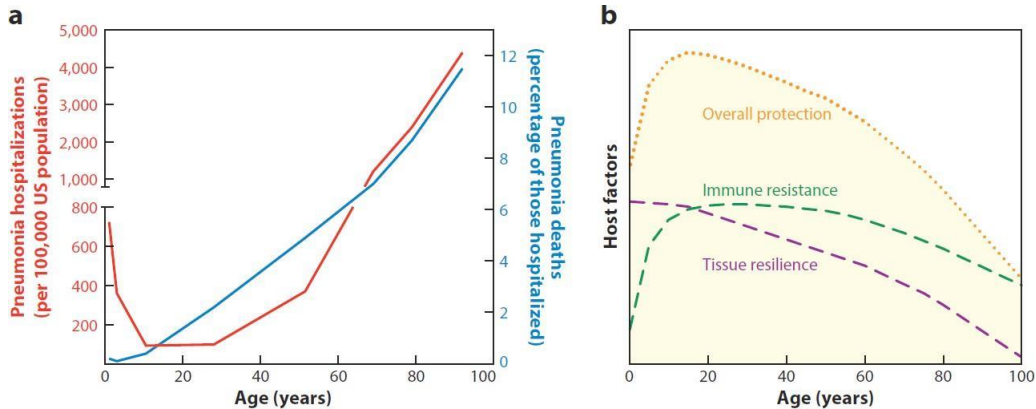 a
Pneumonia hospitalizations
(per 100,000 US population)
5,000
4,000
3,000
2,000
1,000
800
600
400
200
0
20
40
60
80
100
Age (years)
12
10
8
6
4
2
0
Pneumonia deaths
(percentage of those hospitalized)
b
Host factors
Overall protection
Immune resistance
Tissue resilience
0
20
40
60
80
100
Age (years)